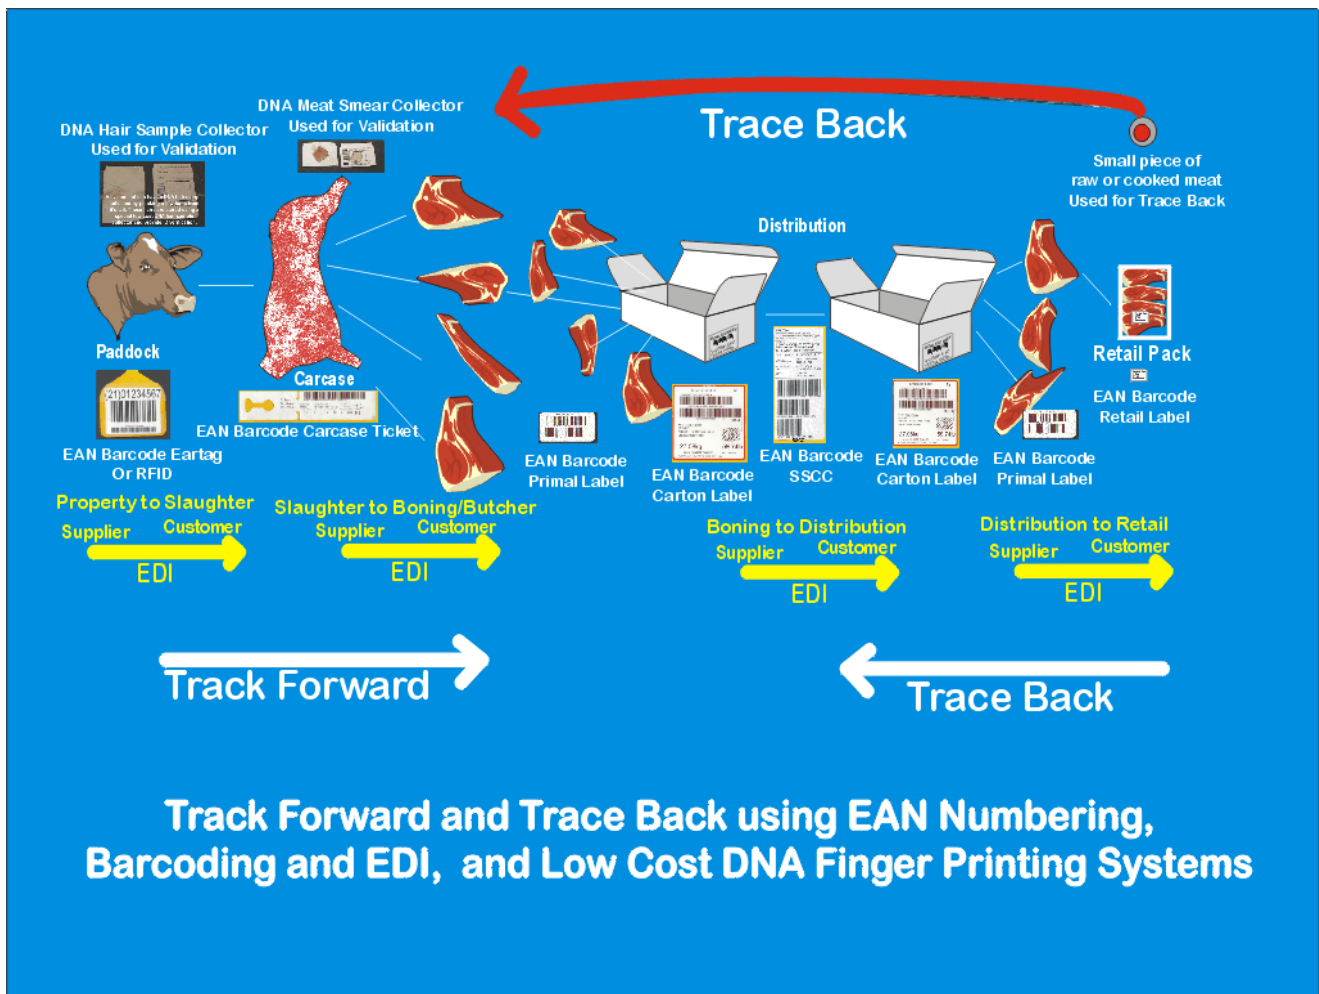 DNA Meat Smear Collector
Used for Validation
DNA Hair Sample Collector
Used for Validation
Trace Back
Small piece of
raw or cooked meat
Used for Trace Back
Distribution
Paddock
(21)01234567
EAN Barcode Eartag
Or RFID
Carcase
EAN Barcode Carcase Ticket
EAN Barcode
Primal Label
EAN Barcode
Carton Label
EAN Barcode
SSCC
EAN Barcode
Carton Label
EAN Barcode
Primal Label
Retail Pack
EAN Barcode
Retail Label
Property to Slaughter
Supplier Customer
EDI
Slaughter to Boning/Butcher
Supplier Customer
EDI
Boning to Distribution
Supplier Customer
EDI
Distribution to Retail
Supplier Customer
EDI
Track Forward
Trace Back
Track Forward and Trace Back using EAN Numbering,
Barcoding and EDI, and Low Cost DNA Finger Printing Systems